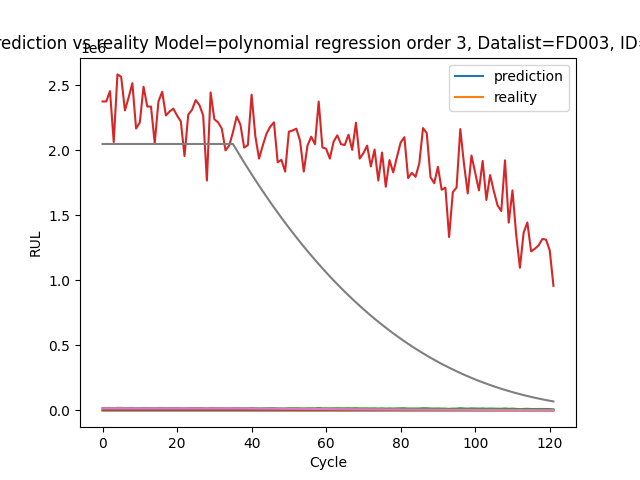 rediction vs reality Model=polynomial regression order 3, Datalist=FD003, ID=
1e6
prediction
reality
2.5
2.0
1.5
1.0
0.5
0.0
RUL
0 20 40 60 80 100 120
Cycle